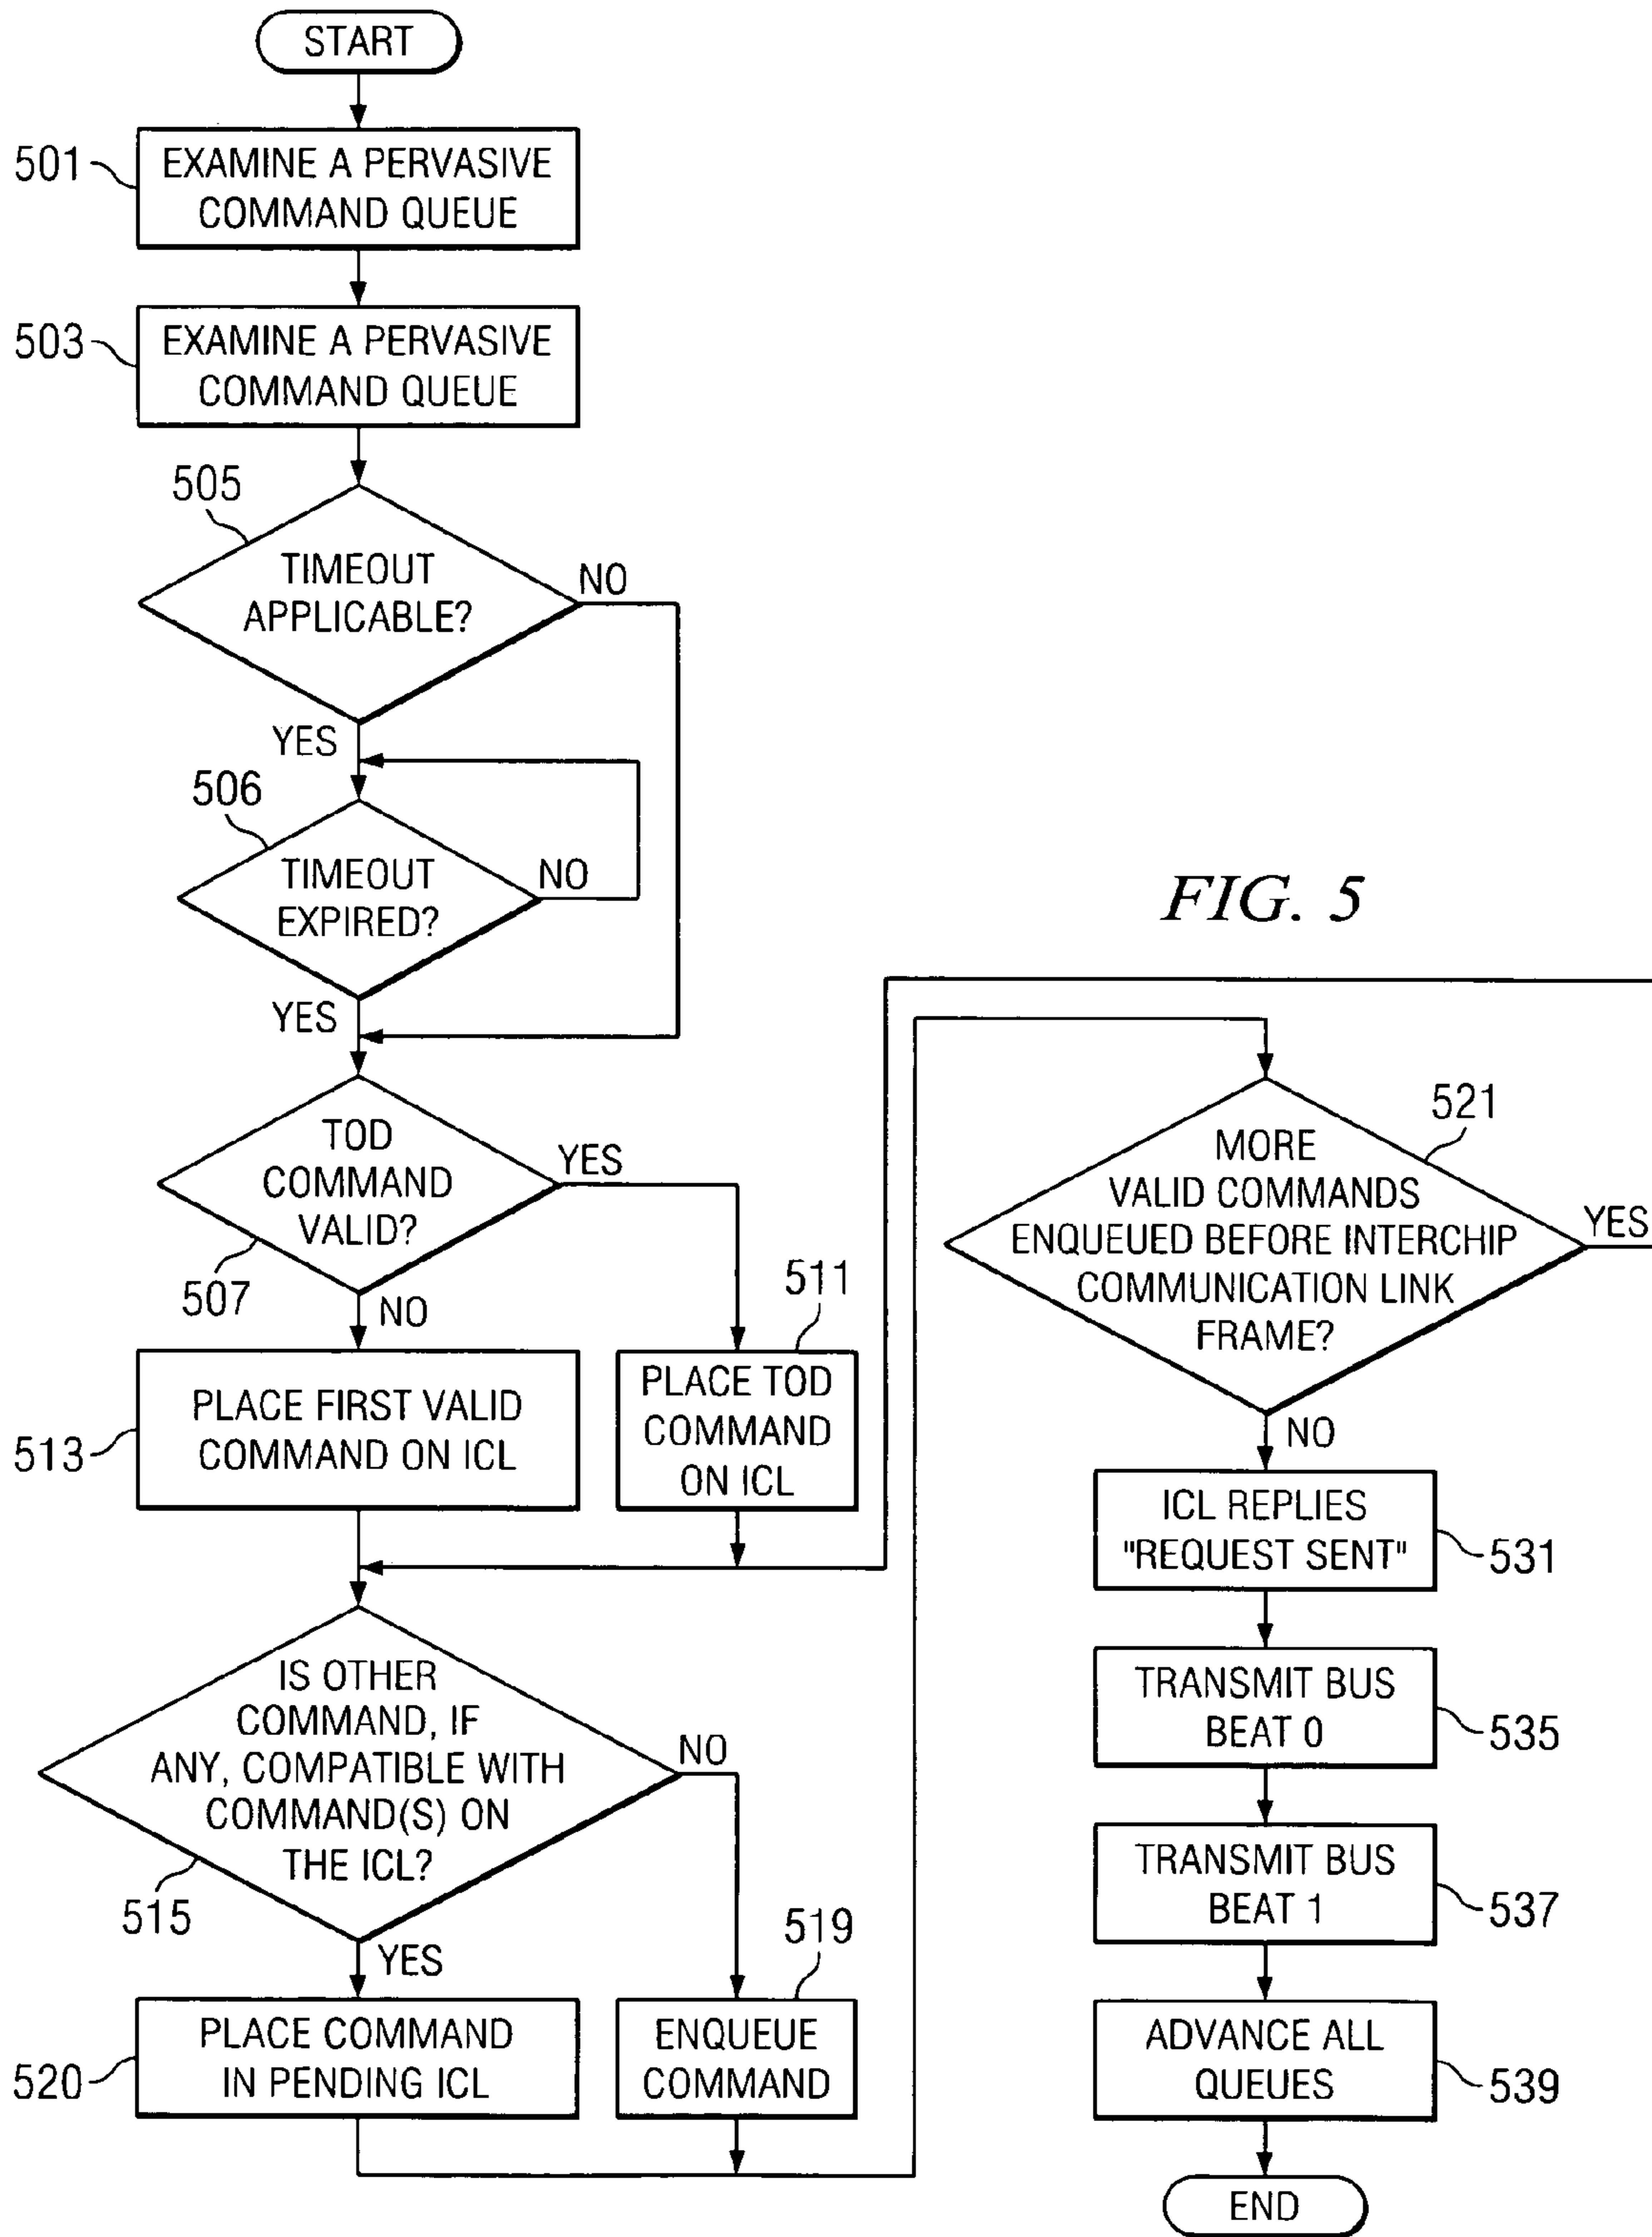 START
501
EXAMINE A PERVASIVE
COMMAND QUEUE
503
EXAMINE A PERVASIVE
COMMAND QUEUE
505
TIMEOUT
APPLICABLE?
NO
YES
506
TIMEOUT
EXPIRED?
NO
YES
TOD
COMMAND
VALID?
YES
507
NO
511
PLACE TOD
COMMAND
ON ICL
513
PLACE FIRST VALID
COMMAND ON ICL
IS OTHER
COMMAND, IF
ANY, COMPATIBLE WITH
COMMAND(S) ON
THE ICL?
NO
515
YES
519
ENQUEUE
COMMAND
520
PLACE COMMAND
IN PENDING ICL
FIG. 5
521
MORE
VALID COMMANDS
ENQUEUED BEFORE INTERCHIP
COMMUNICATION LINK
FRAME?
YES
NO
ICL REPLIES
"REQUEST SENT"
531
TRANSMIT BUS
BEAT 0
535
TRANSMIT BUS
BEAT 1
537
ADVANCE ALL
QUEUES
539
END